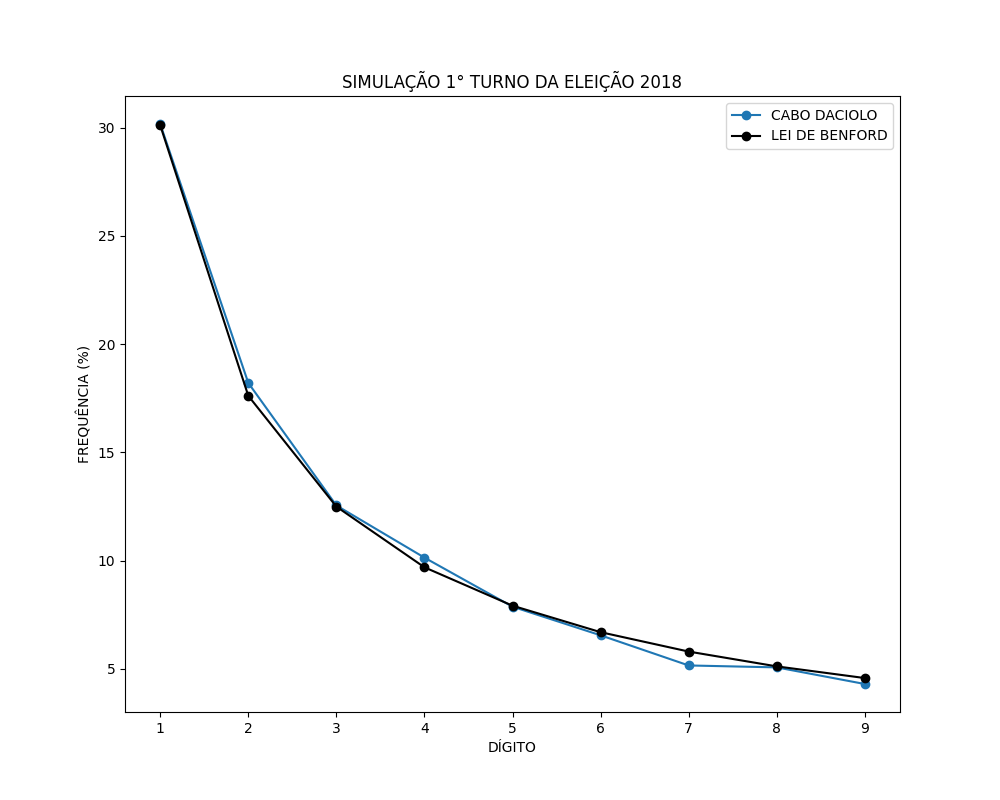 SIMULAÇÃO 1° TURNO DA ELEIÇÃO 2018
CABO DACIOLO
LEI DE BENFORD
FREQUÊNCIA (%)
30
25
20
15
10
5
1 2 3 4 5 6 7 8 9
DÍGITO